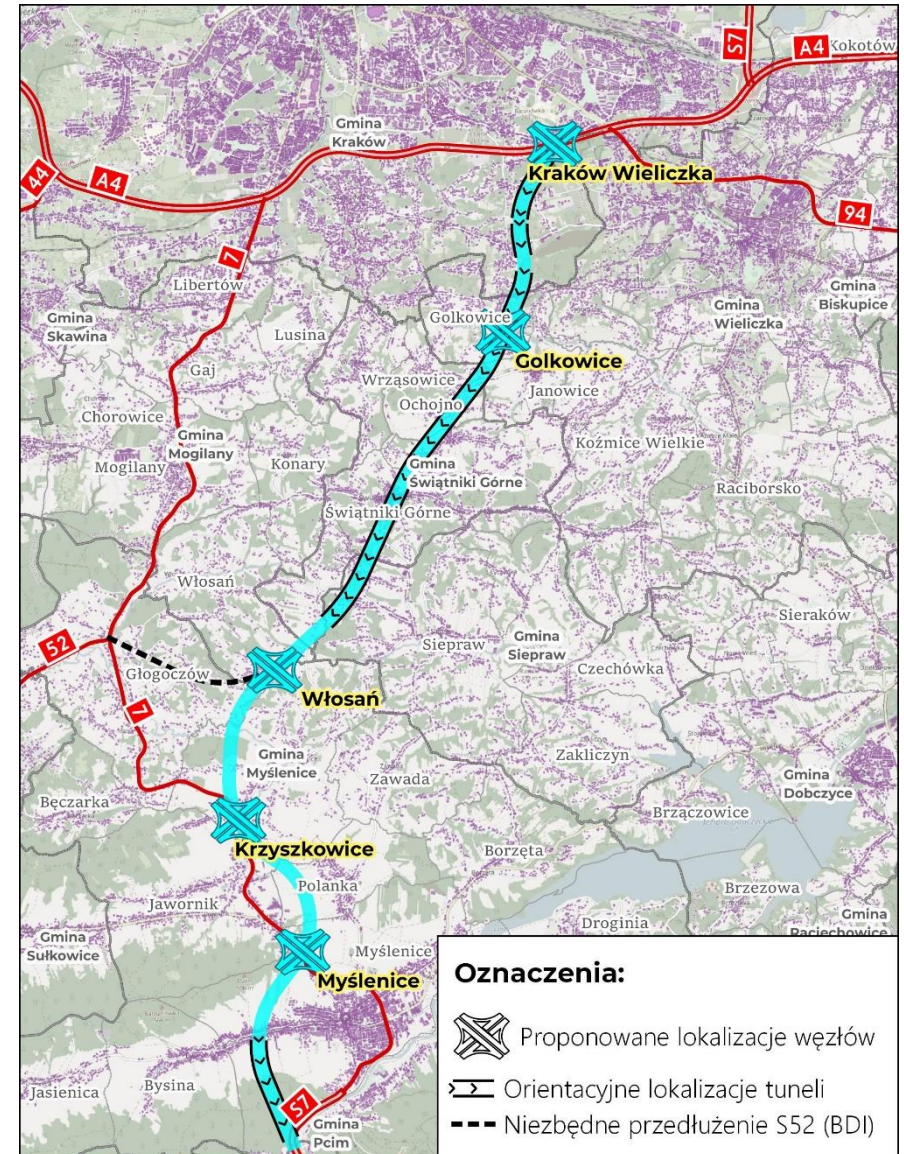 S7
A4
Kokotów
Gmina
Kraków
Kraków Wieliczka
44
A4
94
7
Libertów
Gmina
Skawina
Lusina
Golkowice
Gmina
Wieliczka
Gmina
Biskupice
Golkowice
Gaj
Wrząsowice
Janowice
Ochojno
Chorowice
Gmina
Mogilany
Koźmice Wielkie
Mogilany
Konary
Gmina
Świątniki Górne
Raciborsko
Świątniki Górne
Włosań
Sieraków
52
Siepraw
Gmina
Siepraw
Czechówka
Głogoczów
Włosań
7
Gmina
Myślenice
Zawada
Zakliczyn
Gmina
Dobczyce
Bęczarka
Brzączowice
Krzyszkowice
Borzęta
Polanka
Brzezowa
Jawornik
Droginia
Gmina
Raciechowice
Gmina
Sułkowice
Myślenice
Myślenice
Jasienica
Bysina
S7
Gmina
Pcim
Oznaczenia:
Proponowane lokalizacje węzłów
Orientacyjne lokalizacje tuneli
Niezbędne przedłużenie S52 (BDI)